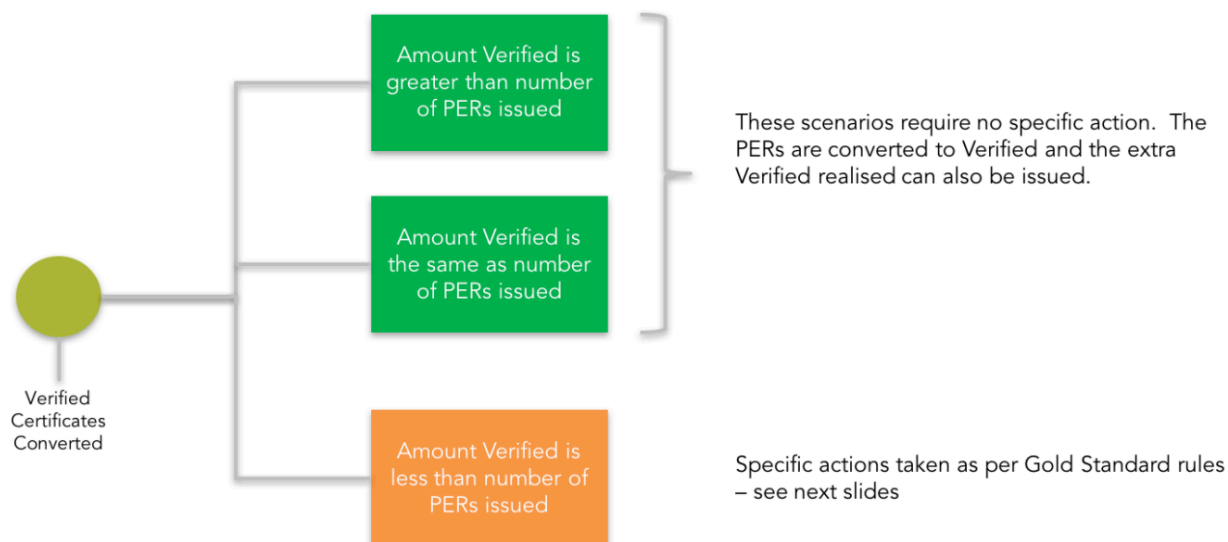 Amount Verified is
greater than number
of PERs issued
These scenarios require no specific action.  The
PERs are converted to Verified and the extra
Verified realised can also be issued.
Amount Verified is
the same as number
of PERs issued
Verified
Certificates
Converted
Amount Verified is
less than number of
PERs issued
Specific actions taken as per Gold Standard rules
– see next slides